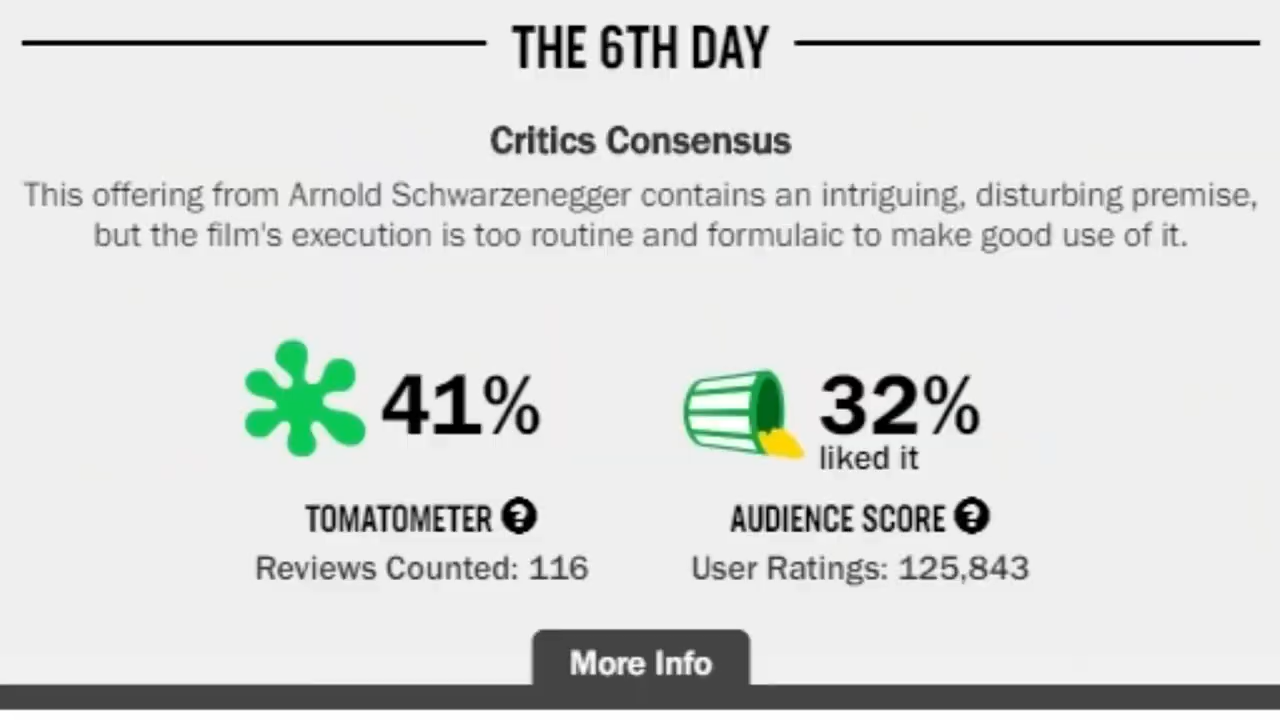 THE 6TH DAY
Critics Consensus
This offering from Arnold Schwarzenegger contains an intriguing, disturbing premise,
but the film's execution is too routine and formulaic to make good use of it.
41% 32%
liked it
TOMATOMETER ? AUDIENCE SCORE ?
Reviews Counted: 116 User Ratings: 125,843
More Info